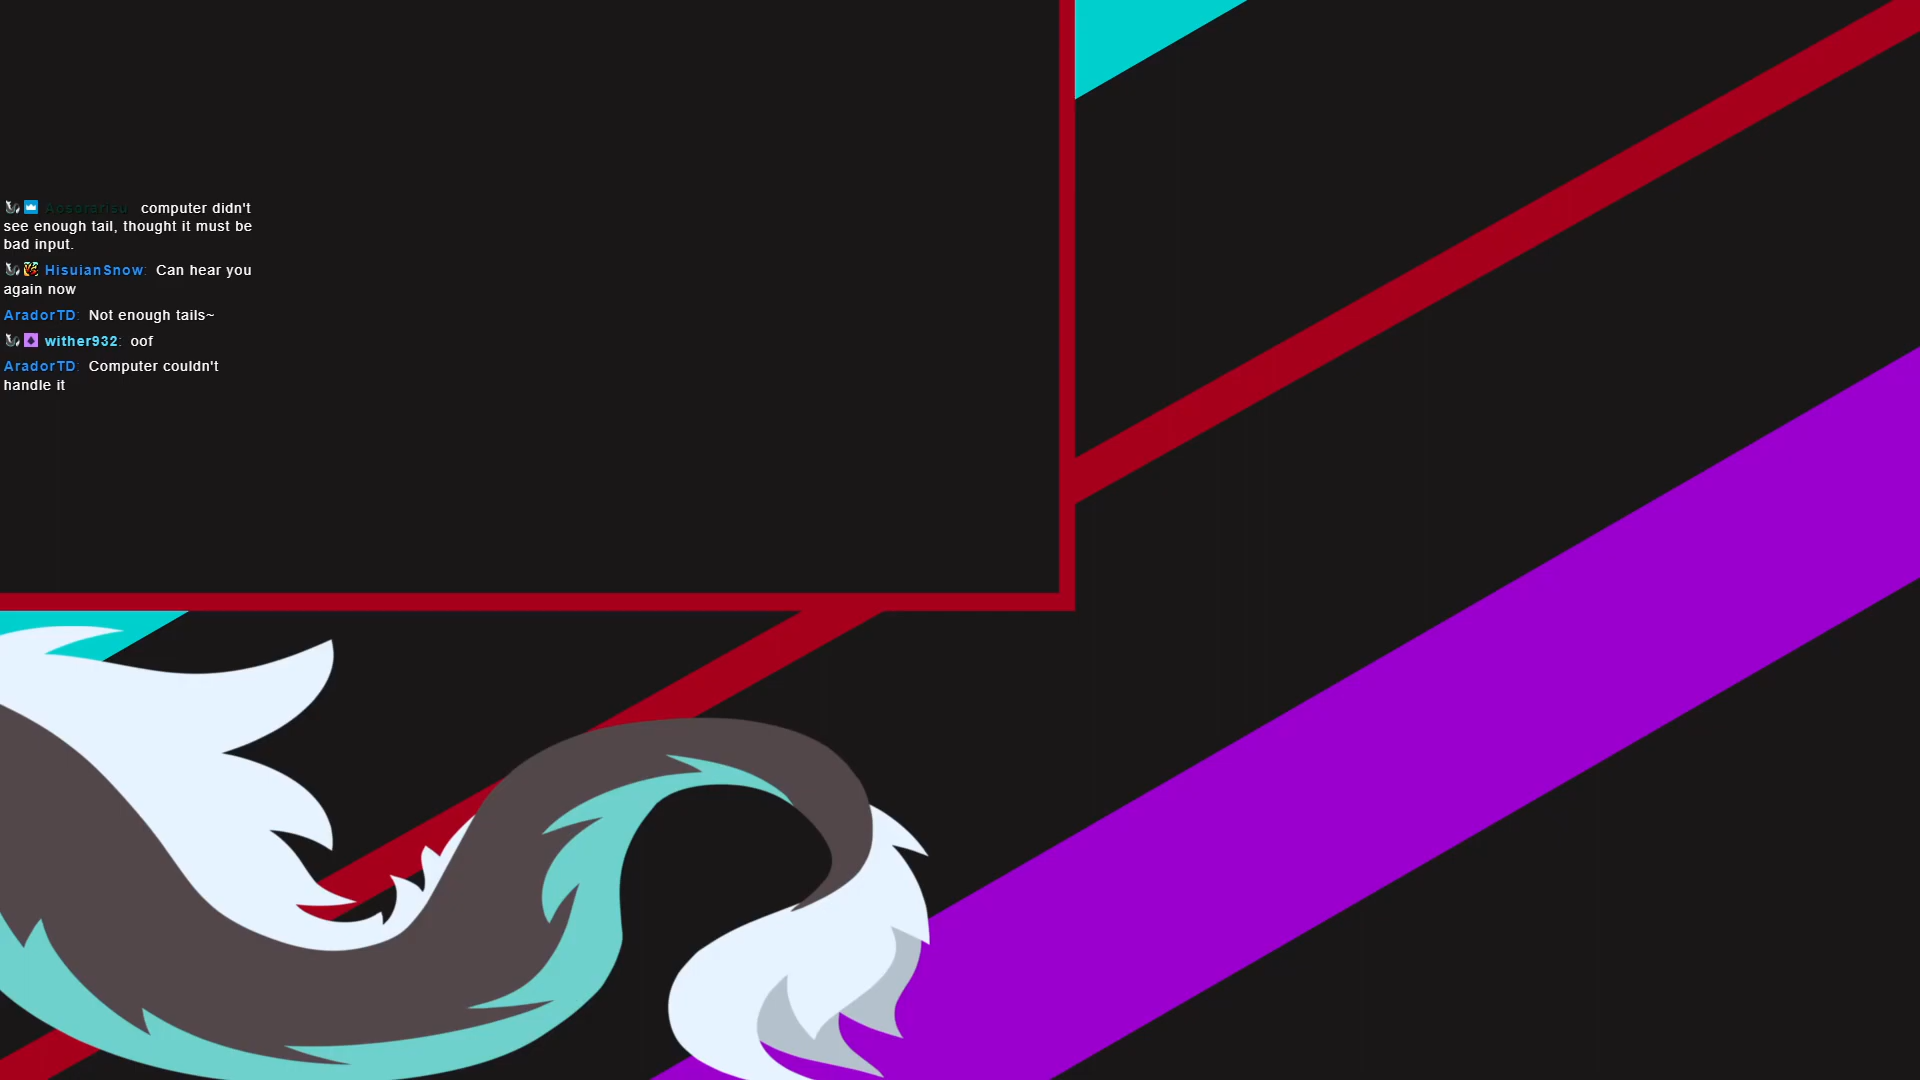 Aosorarisu computer didn't
see enough tail, thought it must be
bad input.
HisuianSnow: Can hear you
again now
AradorTD: Not enough tails~
wither932: oof
AradorTD: Computer couldn't
handle it